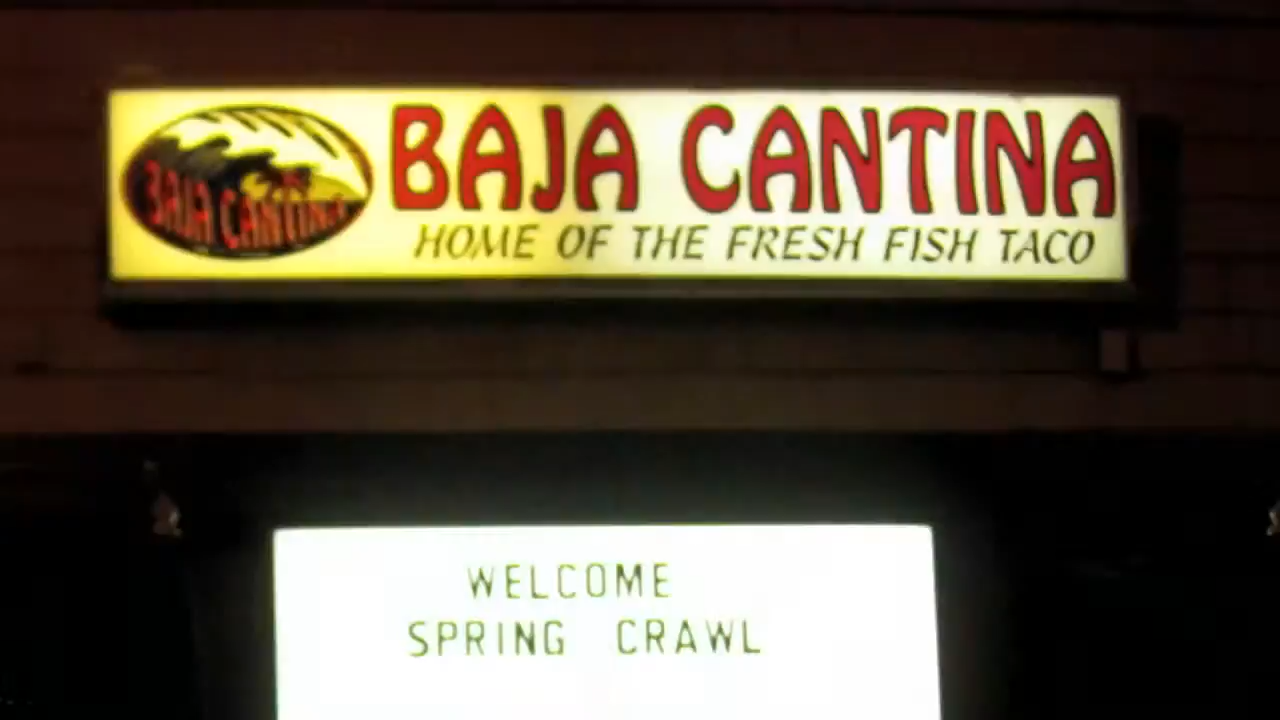 BAJA CANTINA
BAJA CANTINA
HOME OF THE FRESH FISH TACO
WELCOME
SPRING CRAWL